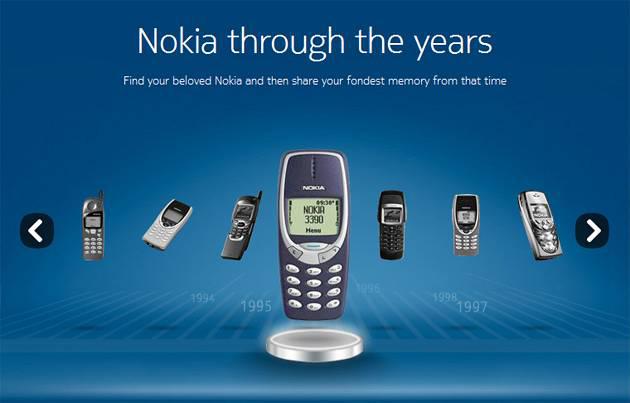 Nokia through the years
Find your beloved Nokia and then share your fondest memory from that time
NOKIA
09:30
NOKIA
3390
Menu
NOKIA
1994
1995
1996
1998
1997